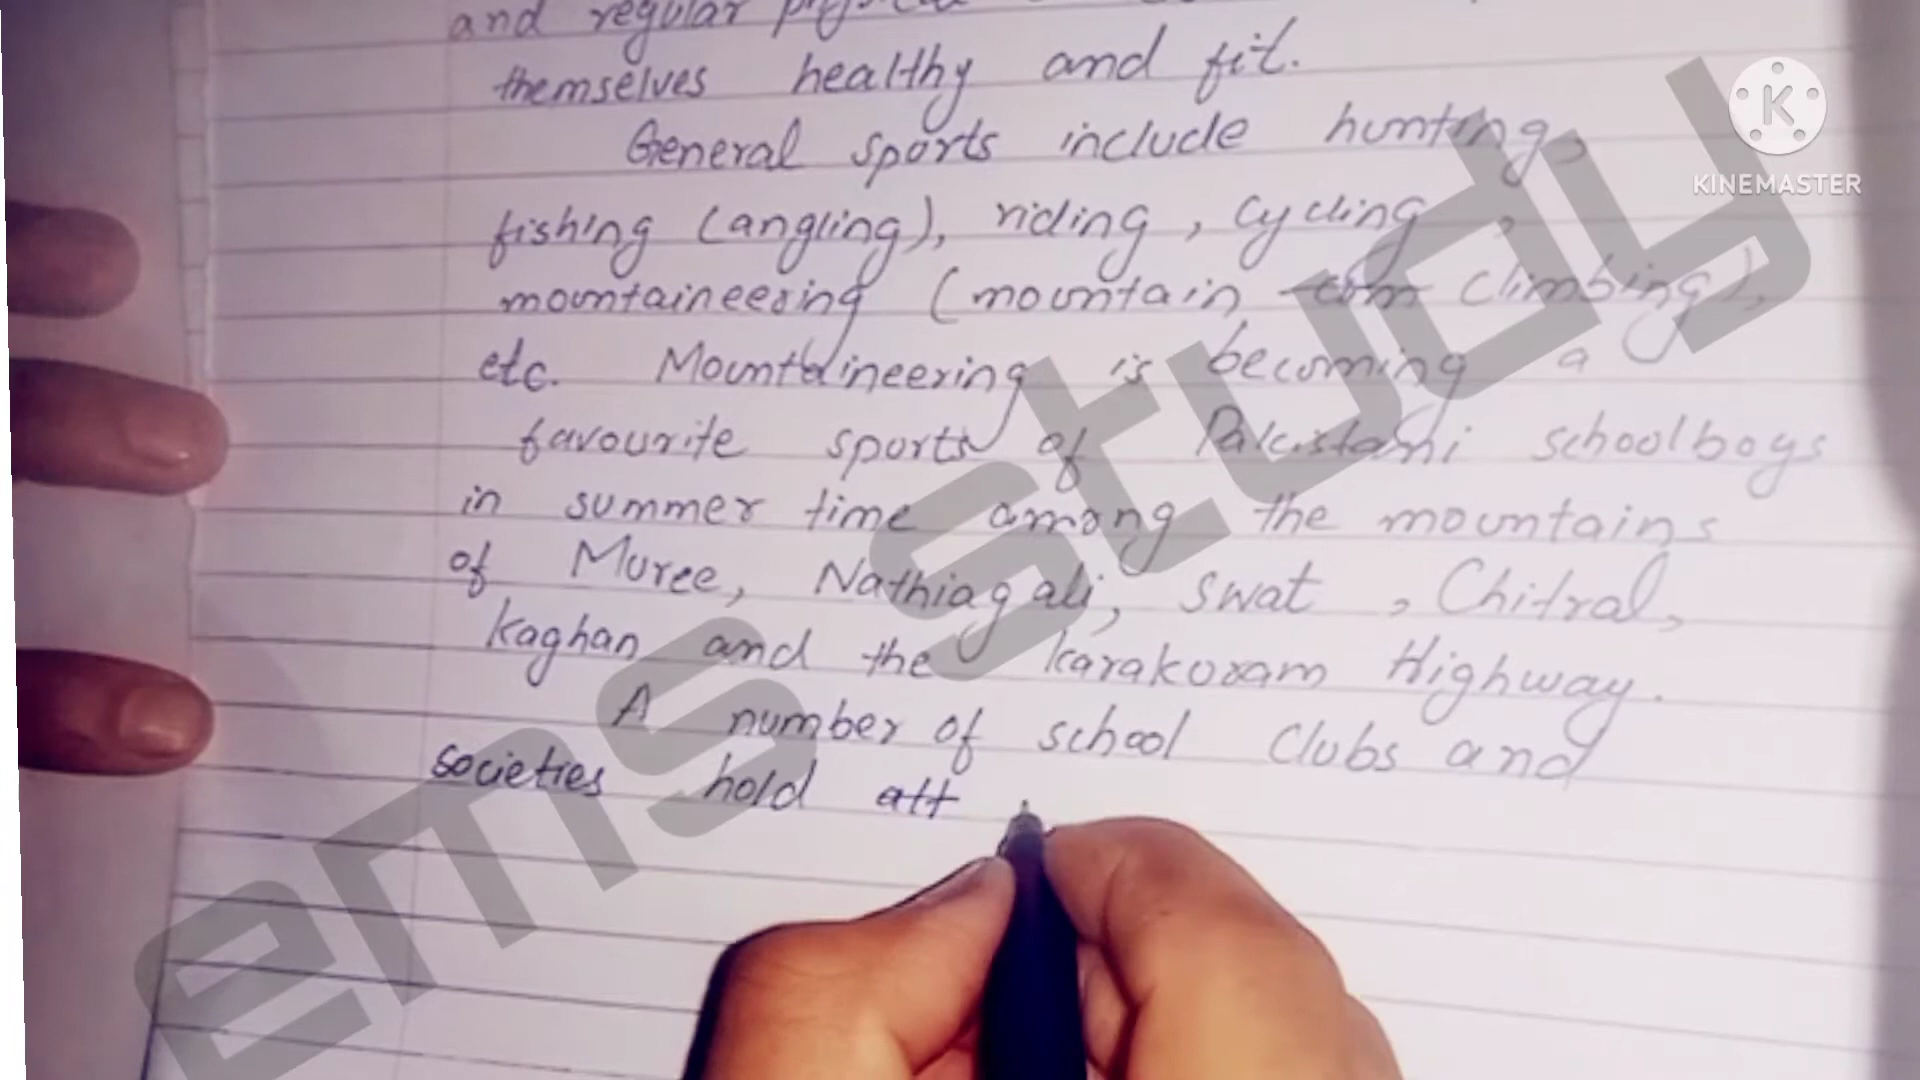 and regular
themselves healthy and fit.
General sports include hunting,
fishing (angling), riding, Cycling,
mountaineering (mountain climbing),
etc. Mountaineering is becoming a
favourite sports of Pakistani schoolboys
in summer time among the mountains
of Muree, Nathiagali, Swat, Chitral,
Kaghan and the Karakoram Highway.
A number of school Clubs and
societies hold att
K
KINEMASTER
ems study